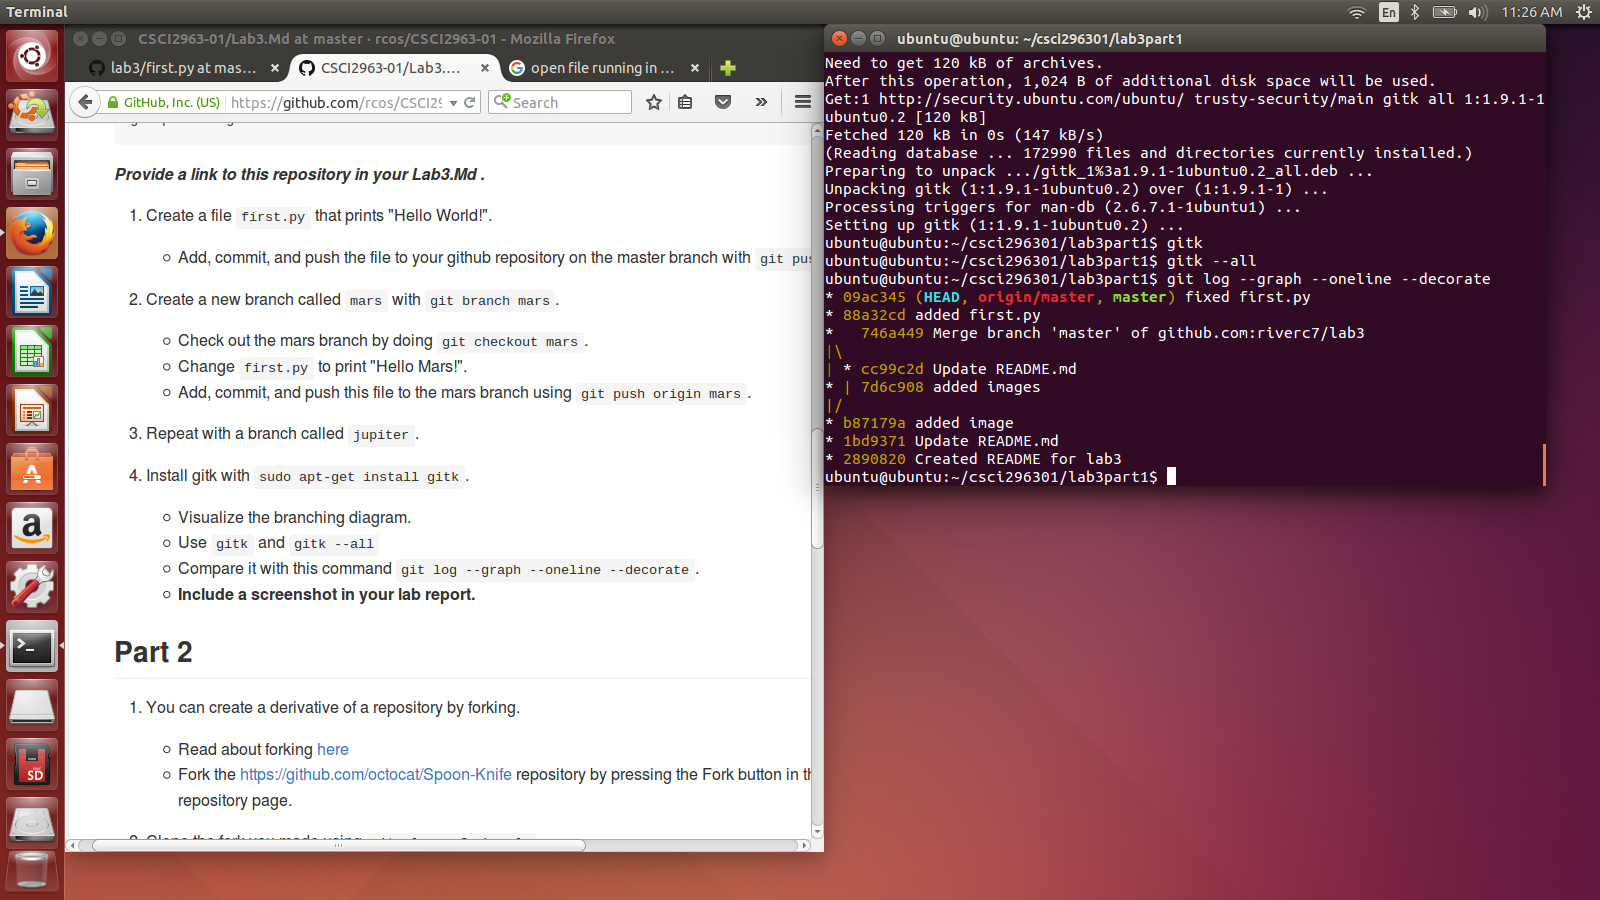 Terminal
En
11:26 AM
CSCI2963-01/Lab3.Md at master · rcos/CSCI2963-01 - Mozilla Firefox
lab3/first.py at mas... ×
CSCI2963-01/Lab3.... ×
open file running in ... ×
GitHub, Inc. (US)
https://github.com/rcos/CSCI29
Search
Provide a link to this repository in your Lab3.Md .
1. Create a file first.py that prints "Hello World!".
Add, commit, and push the file to your github repository on the master branch with git pus
2. Create a new branch called mars with git branch mars .
Check out the mars branch by doing git checkout mars .
Change first.py to print "Hello Mars!".
Add, commit, and push this file to the mars branch using git push origin mars .
3. Repeat with a branch called jupiter .
4. Install gitk with sudo apt-get install gitk .
Visualize the branching diagram.
Use gitk and gitk --all
Compare it with this command git log --graph --oneline --decorate .
Include a screenshot in your lab report.
Part 2
1. You can create a derivative of a repository by forking.
Read about forking here
Fork the https://github.com/octocat/Spoon-Knife repository by pressing the Fork button in th
repository page.
ubuntu@ubuntu: ~/csci296301/lab3part1
Need to get 120 kB of archives.
After this operation, 1,024 B of additional disk space will be used.
Get:1 http://security.ubuntu.com/ubuntu/ trusty-security/main gitk all 1:1.9.1-1
ubuntu0.2 [120 kB]
Fetched 120 kB in 0s (147 kB/s)
(Reading database ... 172990 files and directories currently installed.)
Preparing to unpack .../gitk_1%3a1.9.1-1ubuntu0.2_all.deb ...
Unpacking gitk (1:1.9.1-1ubuntu0.2) over (1:1.9.1-1) ...
Processing triggers for man-db (2.6.7.1-1ubuntu1) ...
Setting up gitk (1:1.9.1-1ubuntu0.2) ...
ubuntu@ubuntu:~/csci296301/lab3part1$ gitk
ubuntu@ubuntu:~/csci296301/lab3part1$ gitk --all
ubuntu@ubuntu:~/csci296301/lab3part1$ git log --graph --oneline --decorate
* 09ac345 (HEAD, origin/master, master) fixed first.py
* 88a32cd added first.py
*   746a449 Merge branch 'master' of github.com:riverc7/lab3
|\
| * cc99c2d Update README.md
* | 7d6c908 added images
|/
* b87179a added image
* 1bd9371 Update README.md
* 2890820 Created README for lab3
ubuntu@ubuntu:~/csci296301/lab3part1$